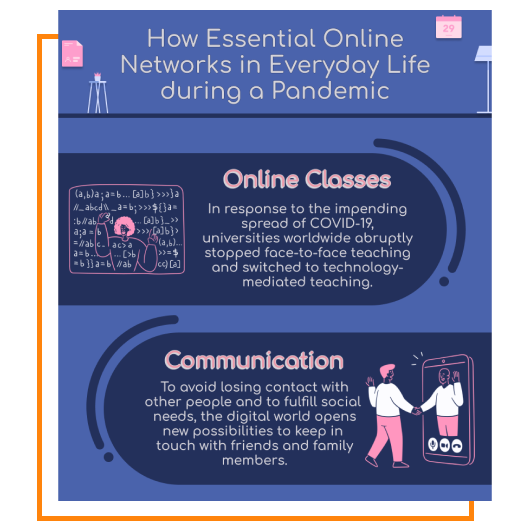 29
How Essential Online
Networks in Everyday Life
during a Pandemic
Online Classes
In response to the impending
spread of COVID-19,
universities worldwide abruptly
stopped face-to-face teaching
and switched to technology-
mediated teaching.
Communication
To avoid losing contact with
other people and to fulfill social
needs, the digital world opens
new possibilities to keep in
touch with friends and family
members.